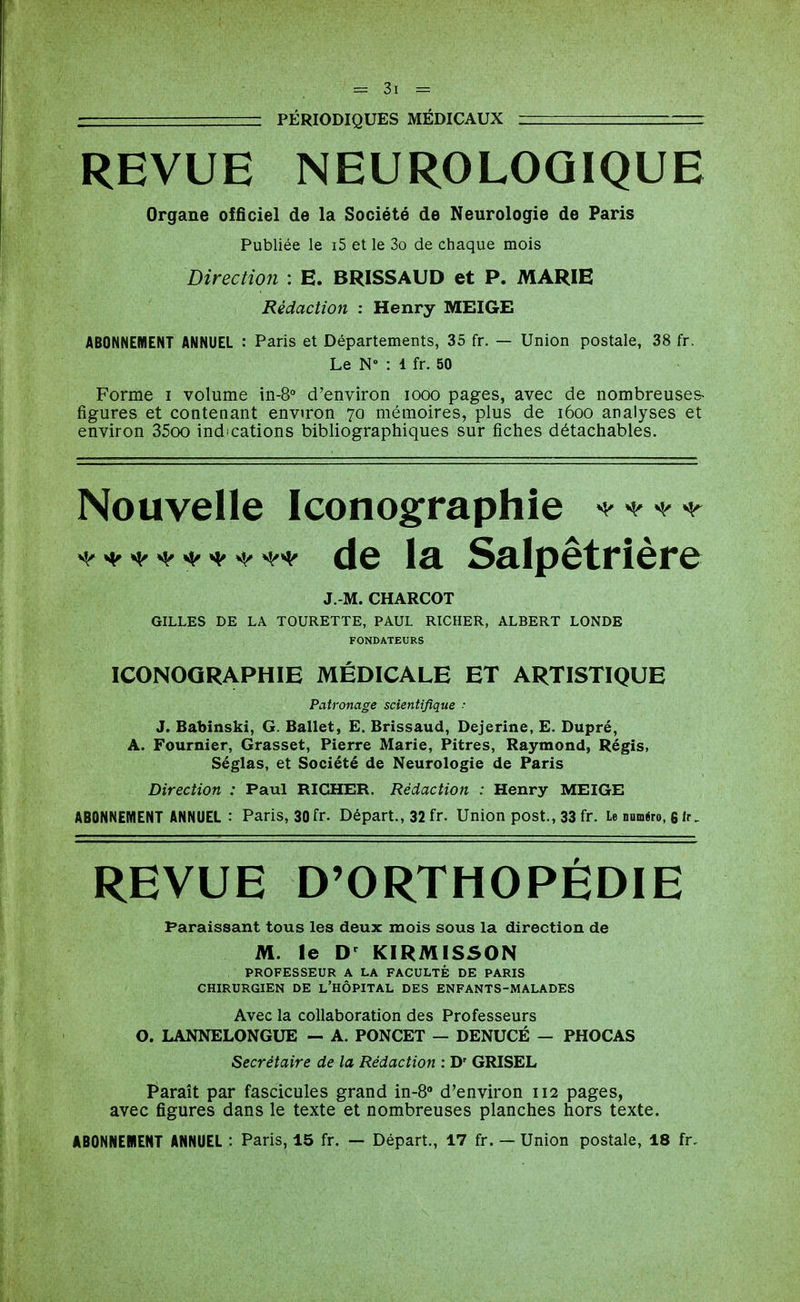 = 31 =
PÉRIODIQUES MÉDICAUX
REVUE NEUROLOGIQUE
Organe officiel de la Société de Neurologie de Paris
Publiée le 15 et le 30 de chaque mois
Direction : E. BRISSAUD et P. MARIE
Rédaction : Henry MEIGE
ABONNEMENT ANNUEL : Paris et Départements, 35 fr. — Union postale, 38 fr.
Le N° : 1 fr. 50
Forme 1 volume in-8° d'environ 1000 pages, avec de nombreuses
figures et contenant environ 70 mémoires, plus de 1600 analyses et
environ 3500 indications bibliographiques sur fiches détachables.
Nouvelle Iconographie
de la Salpêtrière
J.-M. CHARCOT
GILLES DE LA TOURETTE, PAUL RICHER, ALBERT LONDE
FONDATEURS
ICONOGRAPHIE MÉDICALE ET ARTISTIQUE
Patronage scientifique :
J. Babinski, G. Ballet, E. Brissaud, Dejerine, E. Dupré,
A. Fournier, Grasset, Pierre Marie, Pitres, Raymond, Régis,
Séglas, et Société de Neurologie de Paris
Direction : Paul RICHER. Rédaction : Henry MEIGE
ABONNEMENT ANNUEL : Paris, 30 fr. Départ., 32 fr. Union post., 33 fr. Le numéro, 6 fr.
REVUE D'ORTHOPÉDIE
Paraissant tous les deux mois sous la direction de
M. le Dr KIRMISSON
PROFESSEUR A LA FACULTÉ DE PARIS
CHIRURGIEN DE L'HÔPITAL DES ENFANTS-MALADES
Avec la collaboration des Professeurs
O. LANNELONGUE — A. PONCET — DENUCÉ — PHOCAS
Secrétaire de la Rédaction : Dr GRISEL
Paraît par fascicules grand in-8° d'environ 112 pages,
avec figures dans le texte et nombreuses planches hors texte.
ABONNEMENT ANNUEL : Paris, 15 fr. — Départ., 17 fr. — Union postale, 18 fr.